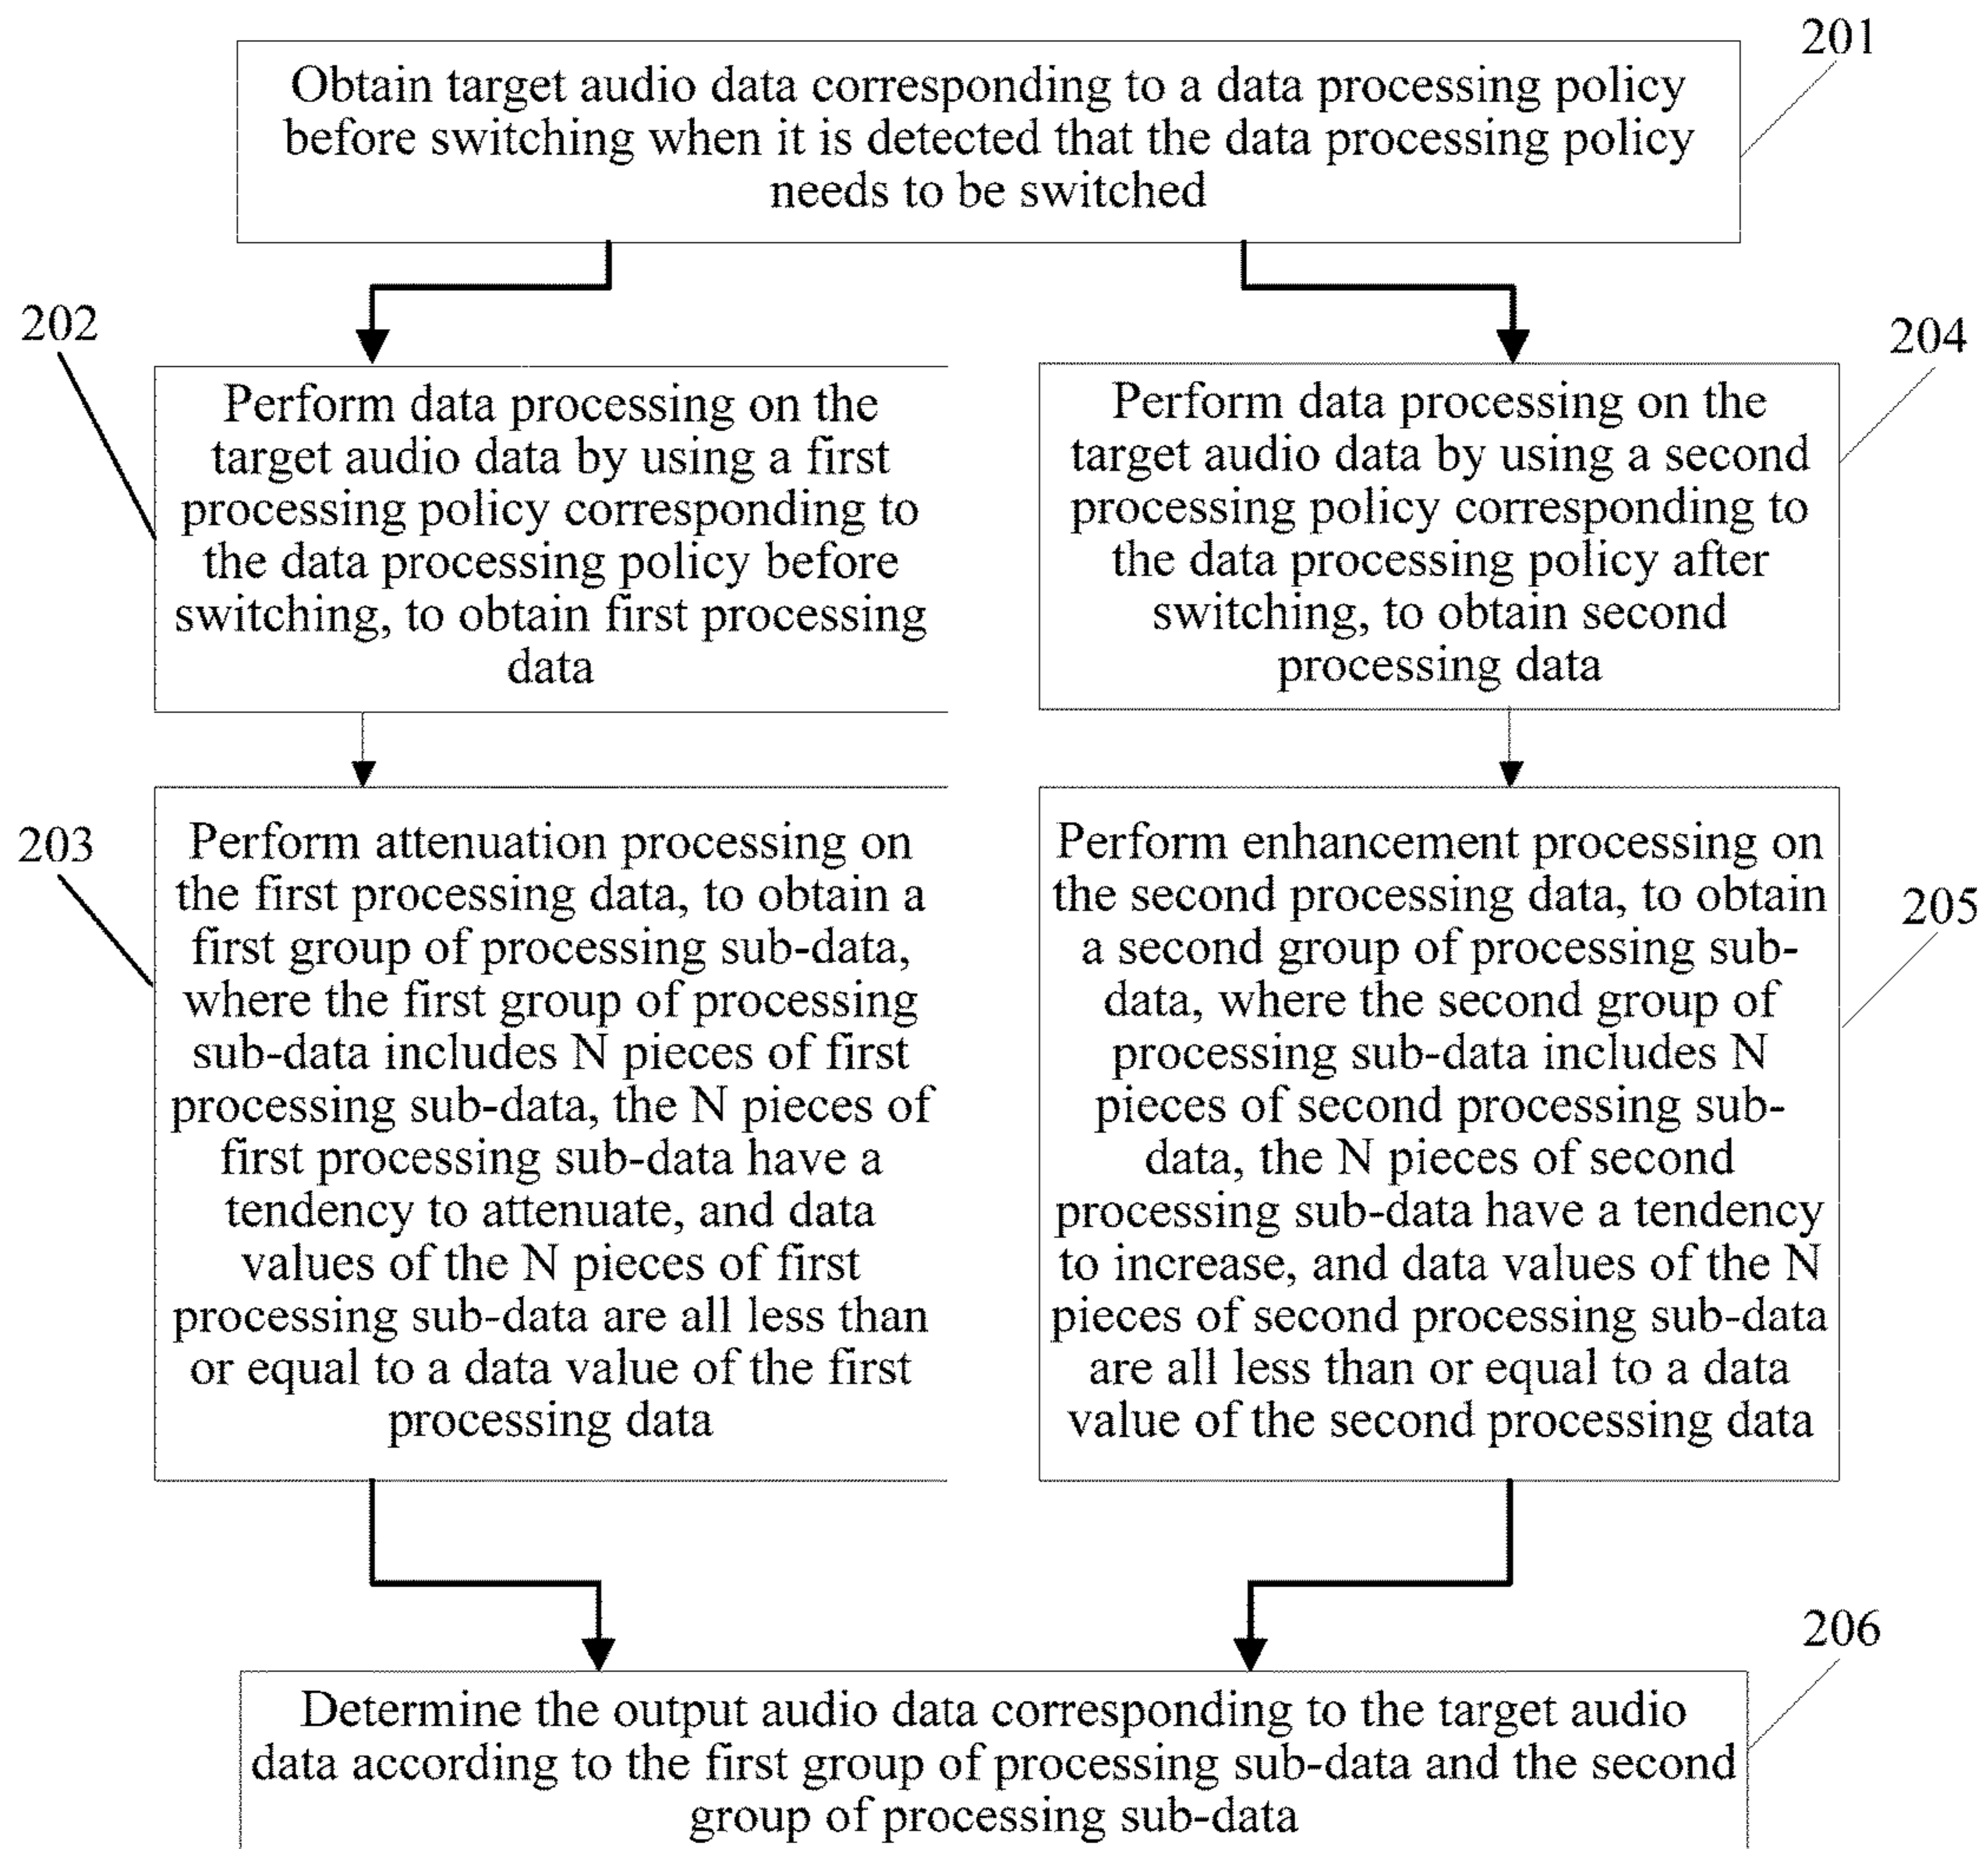 201
Obtain target audio data corresponding to a data processing policy
before switching when it is detected that the data processing policy
needs to be switched
202
Perform data processing on the
target audio data by using a first
processing policy corresponding to
the data processing policy before
switching, to obtain first processing
data
204
Perform data processing on the
target audio data by using a second
processing policy corresponding to
the data processing policy after
switching, to obtain second
processing data
203
Perform attenuation processing on
the first processing data, to obtain a
first group of processing sub-data,
where the first group of processing
sub-data includes N pieces of first
processing sub-data, the N pieces of
first processing sub-data have a
tendency to attenuate, and data
values of the N pieces of first
processing sub-data are all less than
or equal to a data value of the first
processing data
205
Perform enhancement processing on
the second processing data, to obtain
a second group of processing sub-
data, where the second group of
processing sub-data includes N
pieces of second processing sub-
data, the N pieces of second
processing sub-data have a tendency
to increase, and data values of the N
pieces of second processing sub-data
are all less than or equal to a data
value of the second processing data
206
Determine the output audio data corresponding to the target audio
data according to the first group of processing sub-data and the second
group of processing sub-data